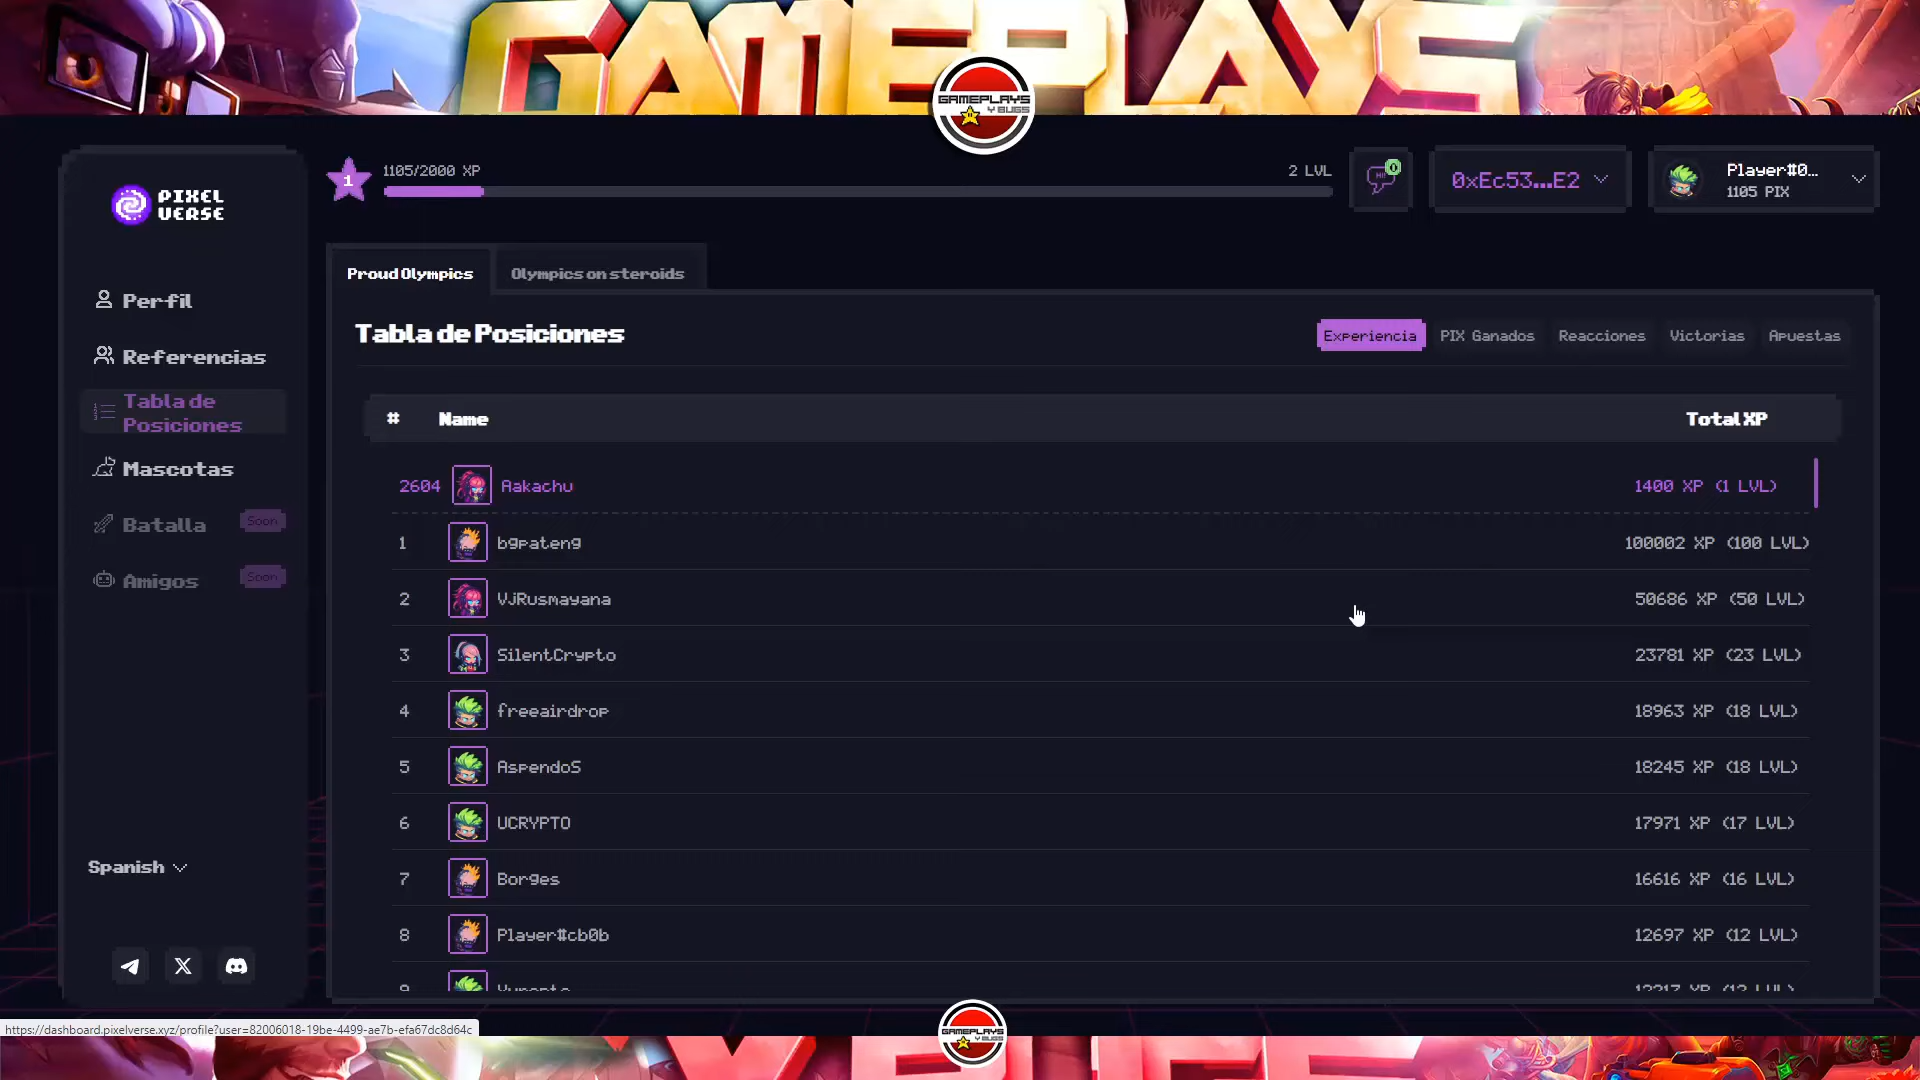 GAMEPLAYS
GAMEPLAYS
Y BUGS
PIXEL
VERSE
1
1105/2000 XP
2 LVL
HI!
0
0xEc53...E2
Player#0...
1105 PIX
Perfil
Referencias
Tabla de
Posiciones
Mascotas
Batalla
Soon
Amigos
Soon
Spanish
Proud Olympics
Olympics on steroids
Tabla de Posiciones
Experiencia
PIX Ganados
Reacciones
Victorias
Apuestas
# Name Total XP
2604 Aakachu 1400 XP (1 LVL)
1 bgpateng 100002 XP (100 LVL)
2 VJRusmayana 50686 XP (50 LVL)
3 SilentCrypto 23781 XP (23 LVL)
4 freeairdrop 18963 XP (18 LVL)
5 AspendoS 18245 XP (18 LVL)
6 UCRYPTO 17971 XP (17 LVL)
7 Borges 16616 XP (16 LVL)
8 Player#cb0b 12697 XP (12 LVL)
9
https://dashboard.pixelverse.xyz/profile?user=82006018-19be-4499-ae7b-efa67dc8d64c
GAMEPLAYS
Y BUGS